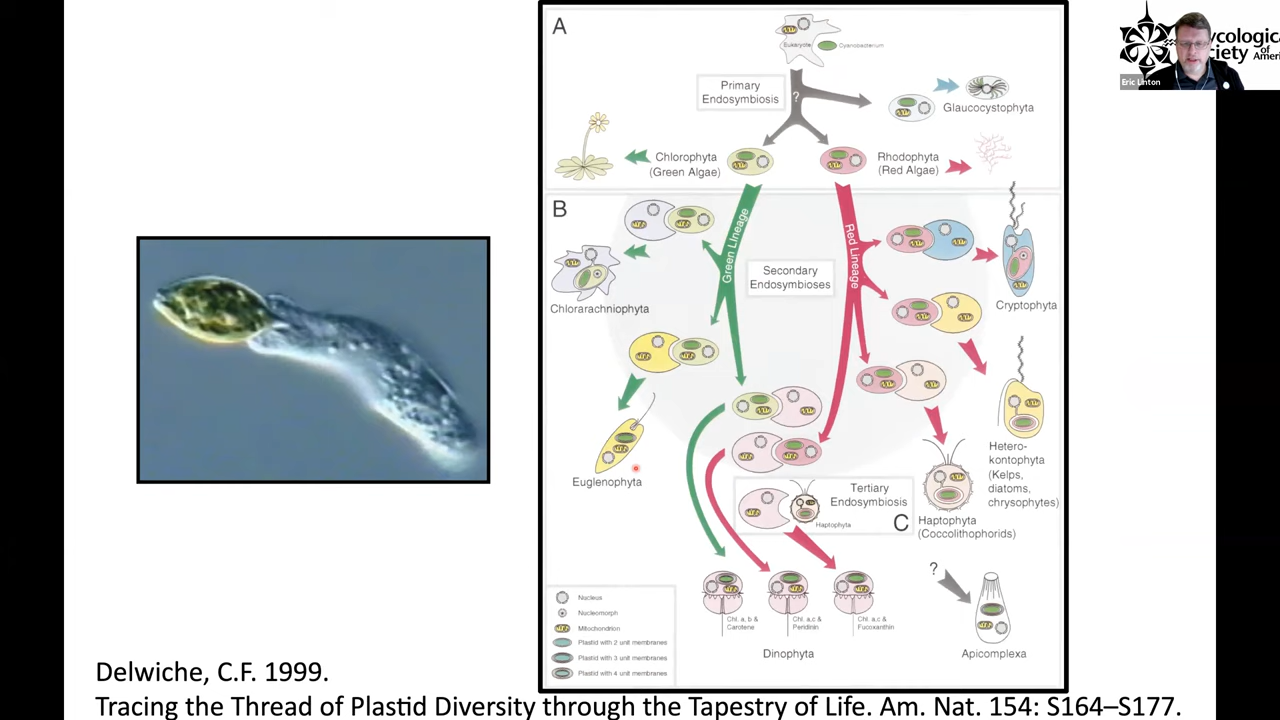 A
Eukaryote
Cyanobacterium
Primary
Endosymbiosis
?
Glaucocystophyta
Chlorophyta
(Green Algae)
Rhodophyta
(Red Algae)
B
Green Lineage
Red Lineage
Secondary
Endosymbioses
Chlorarachniophyta
Cryptophyta
Euglenophyta
Hetero-
kontophyta
(Kelps,
diatoms,
chrysophytes)
Tertiary
Endosymbiosis
C
Haptophyta
Haptophyta
(Coccolithophorids)
?
Chl. a, b &
Carotene
Chl. a,c &
Peridinin
Chl. a,c &
Fucoxanthin
Dinophyta
Apicomplexa
Nucleus
Nucleomorph
Mitochondrion
Plastid with 2 unit membranes
Plastid with 3 unit membranes
Plastid with 4 unit membranes
Delwiche, C.F. 1999.
Tracing the Thread of Plastid Diversity through the Tapestry of Life. Am. Nat. 154: S164–S177.
ycologica
ciety of
Ameri
Eric Linton